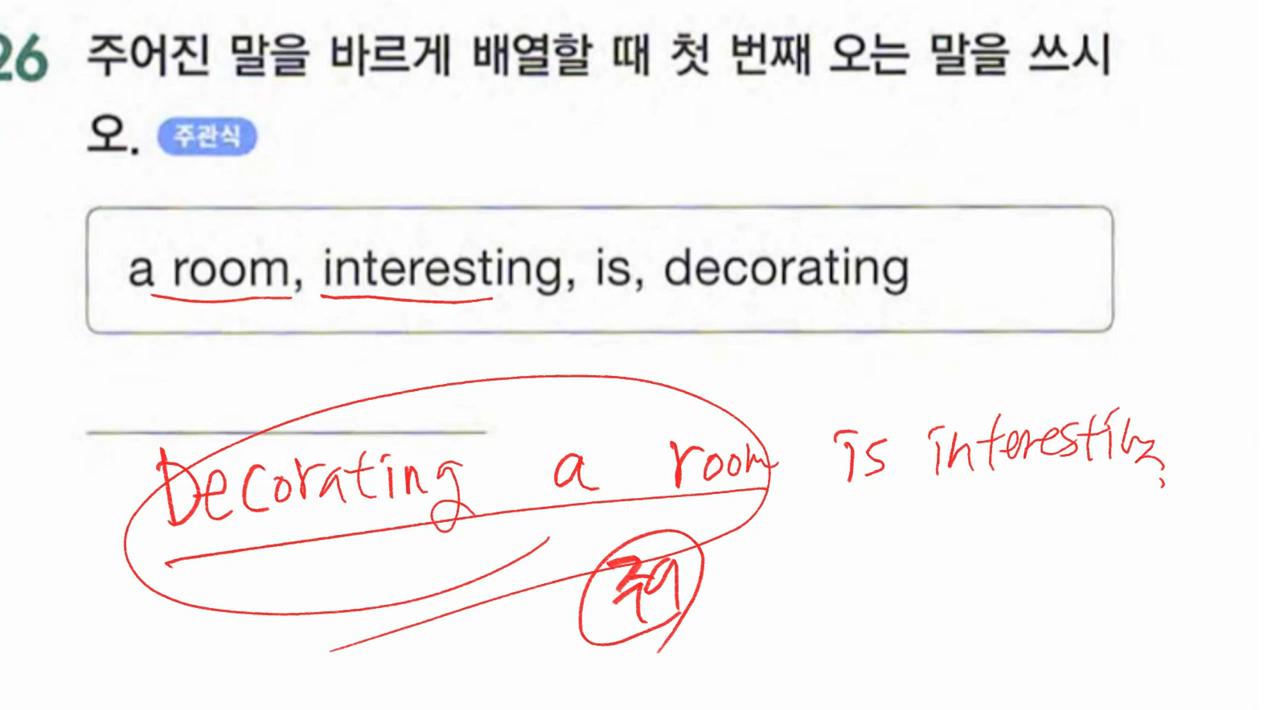 26 주어진 말을 바르게 배열할 때 첫 번째 오는 말을 쓰시
오. 주관식
a room, interesting, is, decorating
Decorating a room is interesting
주어